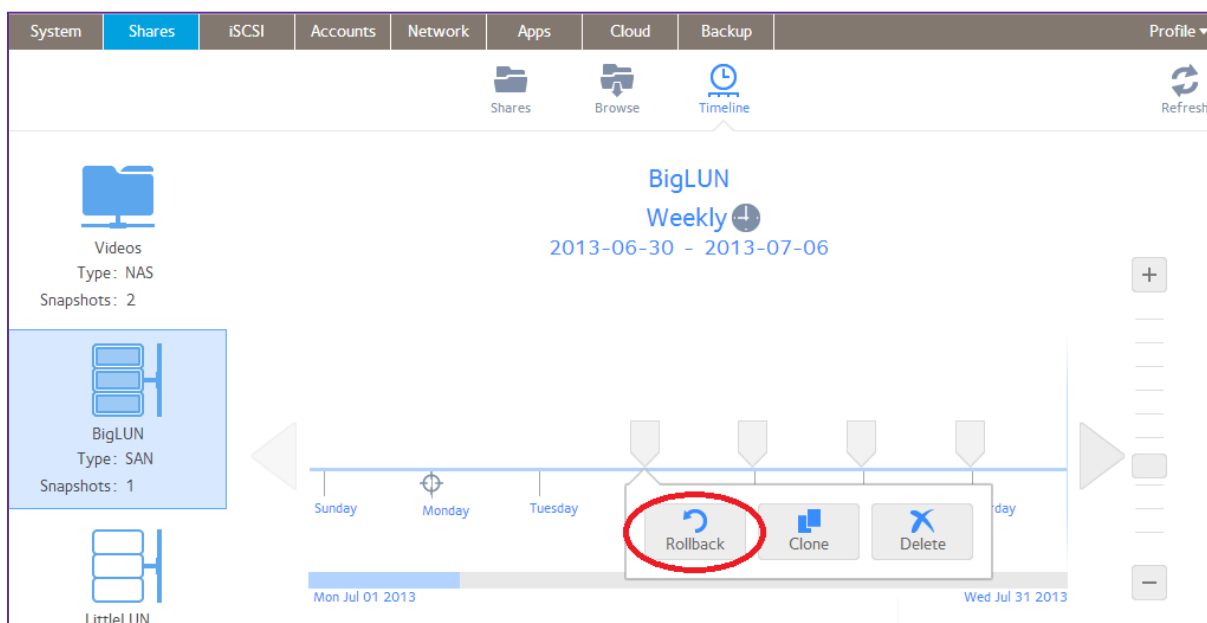 System Shares iSCSI Accounts Network Apps Cloud Backup Profile
Shares Browse Timeline Refresh
BigLUN
Weekly
2013-06-30 - 2013-07-06
Videos
Type: NAS
Snapshots: 2
BigLUN
Type: SAN
Snapshots: 1
LittleLUN
+
Sunday Monday Tuesday rday
Rollback Clone Delete
Mon Jul 01 2013 Wed Jul 31 2013
−